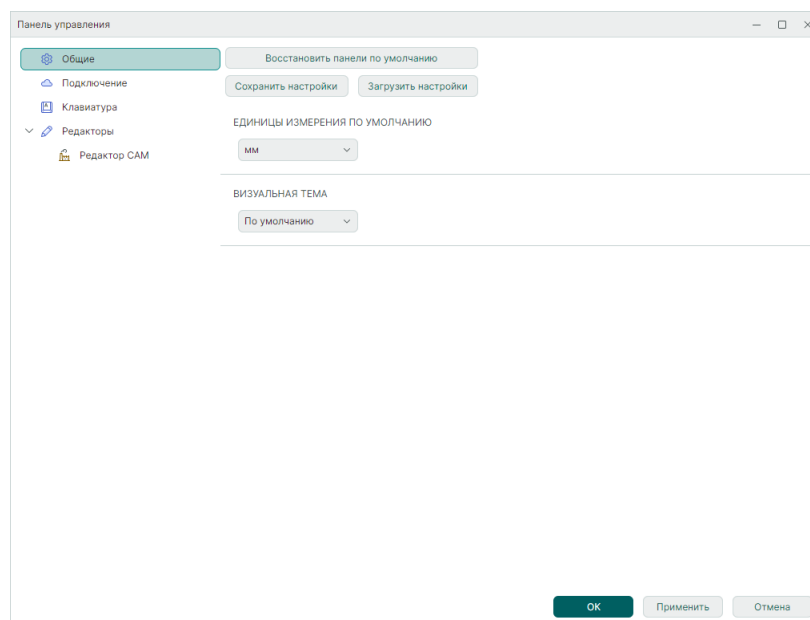 Панель управления
Общие
Подключение
Клавиатура
Редакторы
Редактор CAM
Восстановить панели по умолчанию
Сохранить настройки Загрузить настройки
ЕДИНИЦЫ ИЗМЕРЕНИЯ ПО УМОЛЧАНИЮ
мм
ВИЗУАЛЬНАЯ ТЕМА
По умолчанию
ОК Применить Отмена